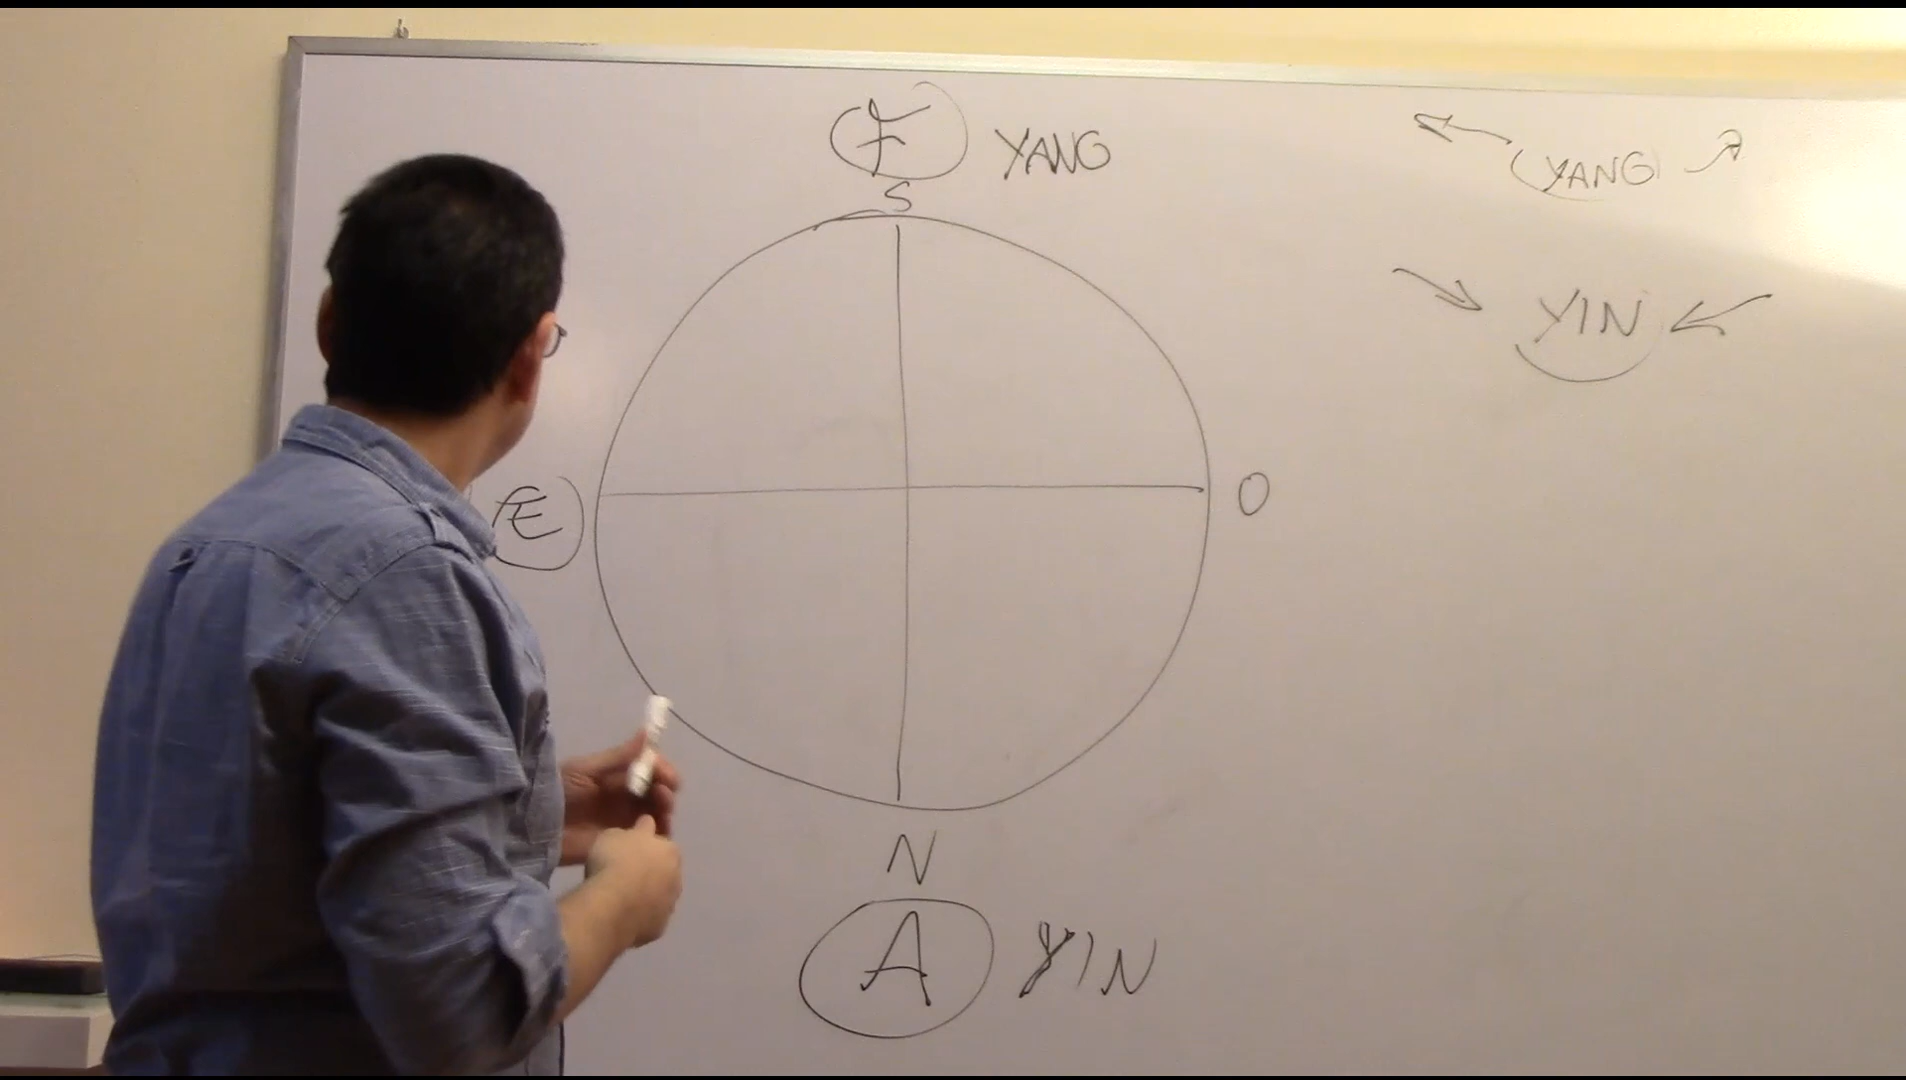 F YANG
S
YANG
YIN
E
O
N
A YIN